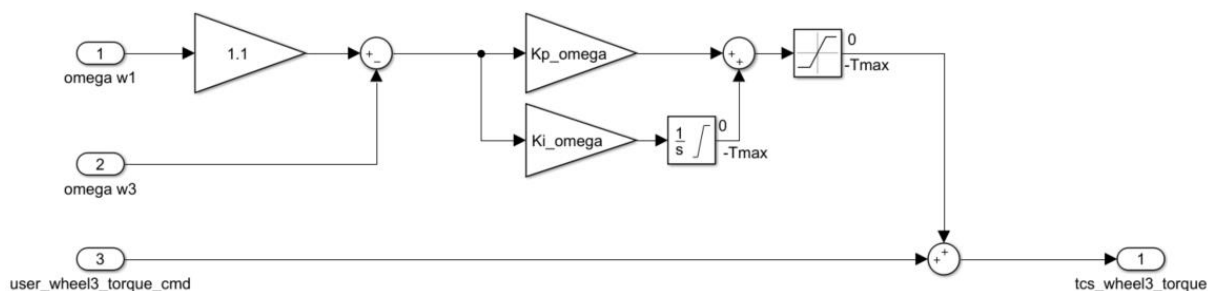 1
omega w1
1.1
+
−
Kp_omega
+
+
0
-Tmax
Ki_omega
1
s
0
-Tmax
2
omega w3
3
user_wheel3_torque_cmd
+
+
1
tcs_wheel3_torque